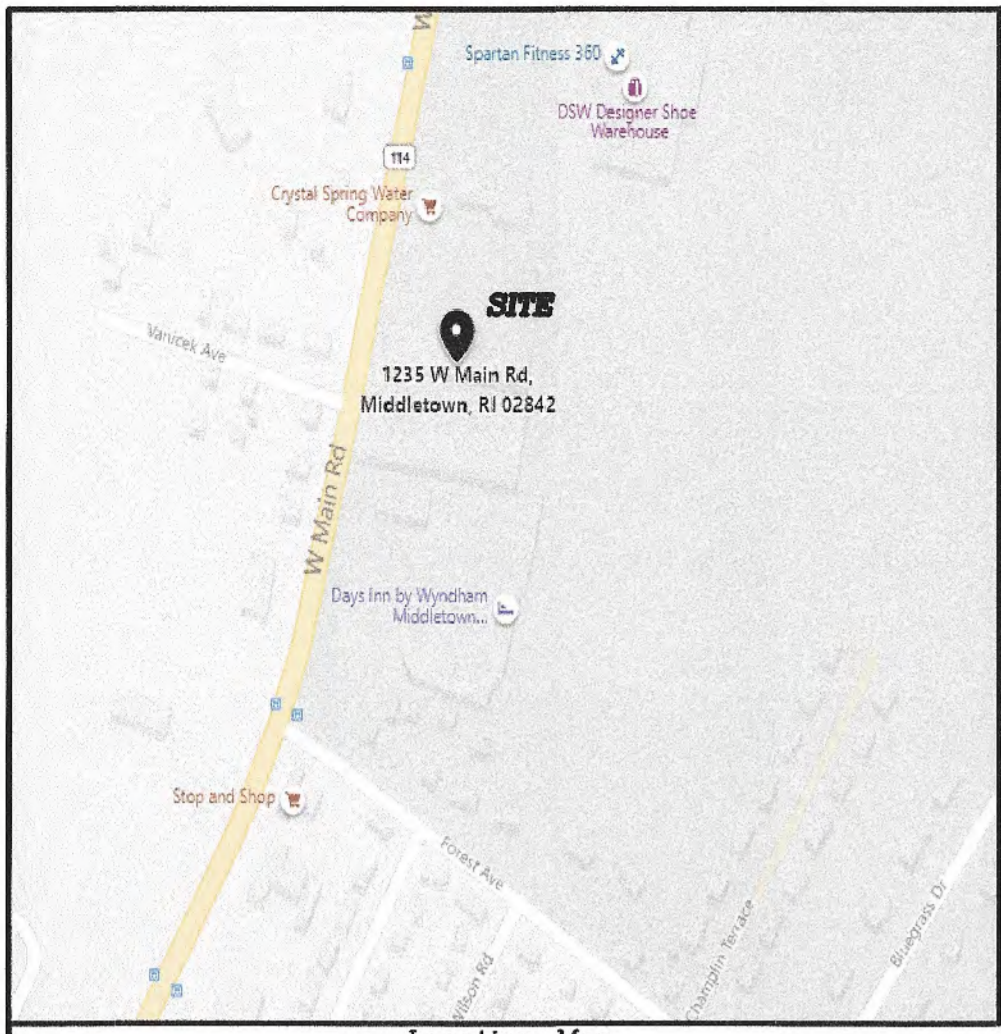 W
Spartan Fitness 360
DSW Designer Shoe
Warehouse
114
Crystal Spring Water
Company
SITE
Vanicek Ave
1235 W Main Rd,
Middletown, RI 02842
W Main Rd
Days Inn by Wyndham
Middletown...
Stop and Shop
Forest Ave
Wilson Rd
Champlin Terrace
Bluegrass Dr